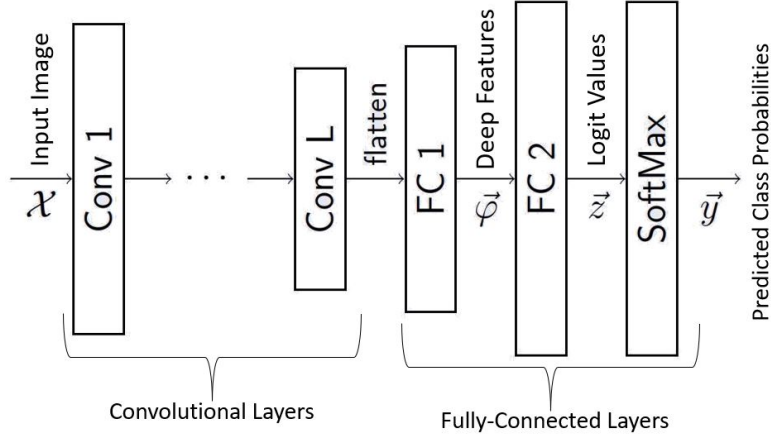 Input Image
𝒳
Conv 1
· · ·
Conv L
flatten
FC 1
Deep Features
φ⃗
FC 2
Logit Values
z⃗
SoftMax
y⃗
Predicted Class Probabilities
Convolutional Layers
Fully-Connected Layers